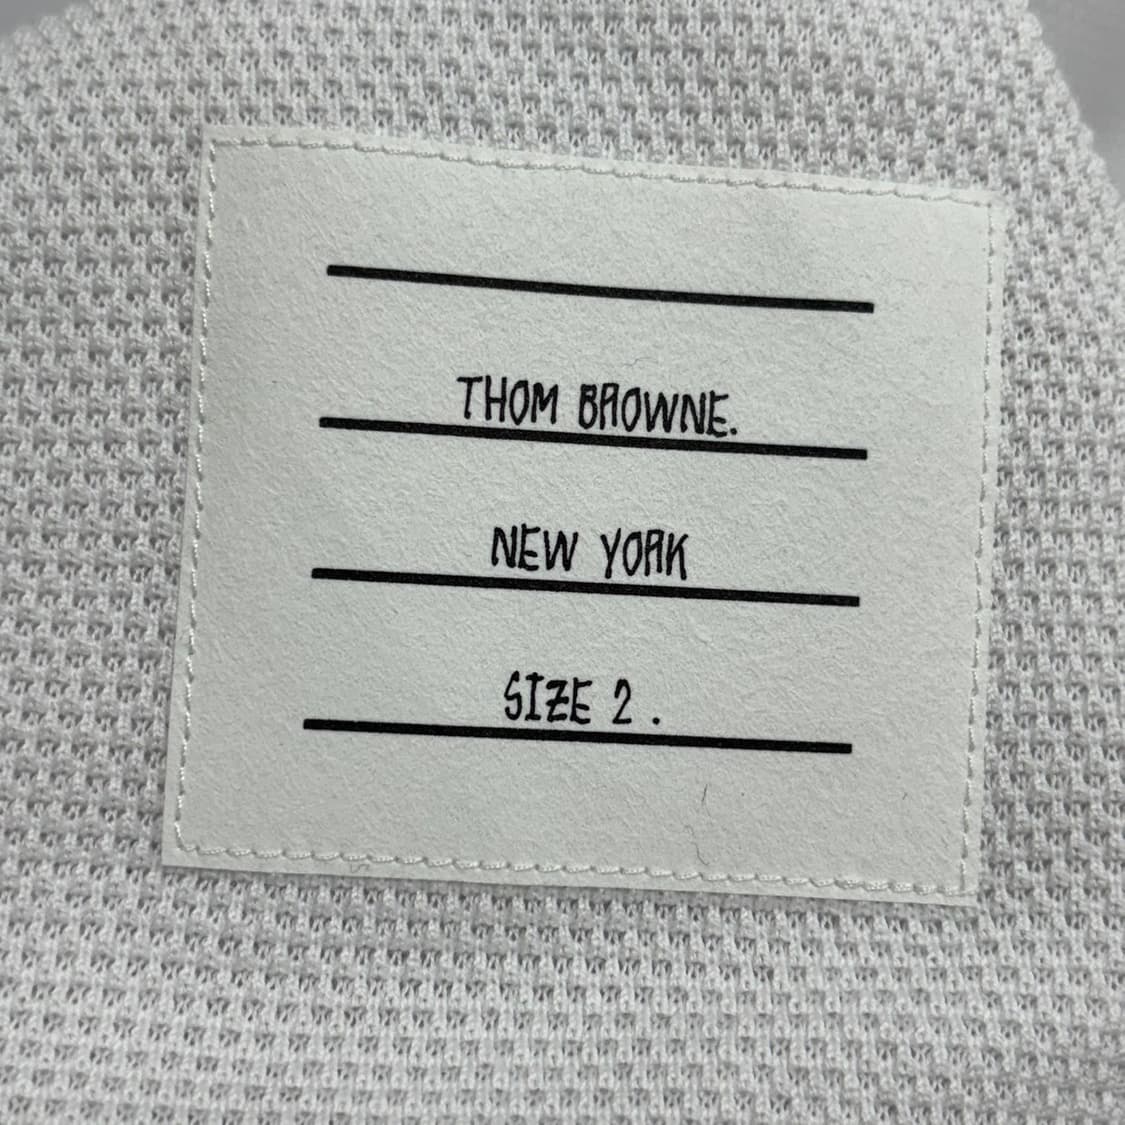 THOM BROWNE.
NEW YORK
SIZE 2 .